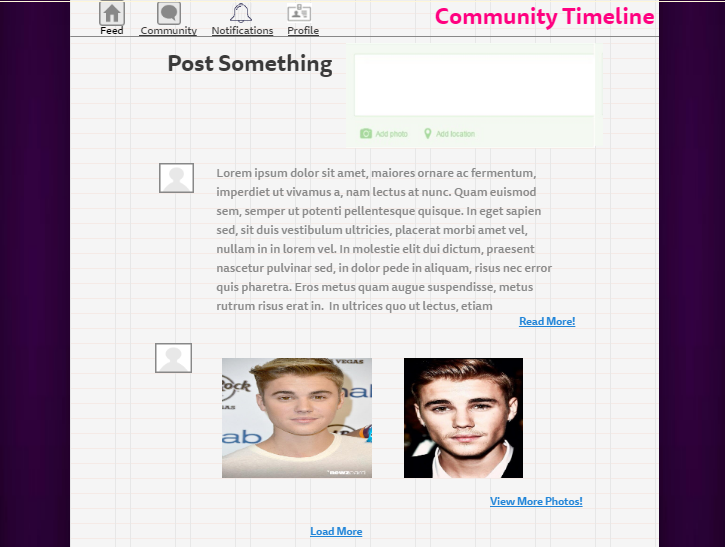 Feed Community Notifications Profile
Community Timeline
Post Something
Add photo Add location
Lorem ipsum dolor sit amet, maiores ornare ac fermentum,
imperdiet ut vivamus a, nam lectus at nunc. Quam euismod
sem, semper ut potenti pellentesque quisque. In eget sapien
sed, sit duis vestibulum ultricies, placerat morbi amet vel,
nullam in in lorem vel. In molestie elit dui dictum, praesent
nascetur pulvinar sed, in dolor pede in aliquam, risus nec error
quis pharetra. Eros metus quam augue suspendisse, metus
rutrum risus erat in. In ultrices quo ut lectus, etiam
Read More!
VEGAS
Rock
View More Photos!
Load More